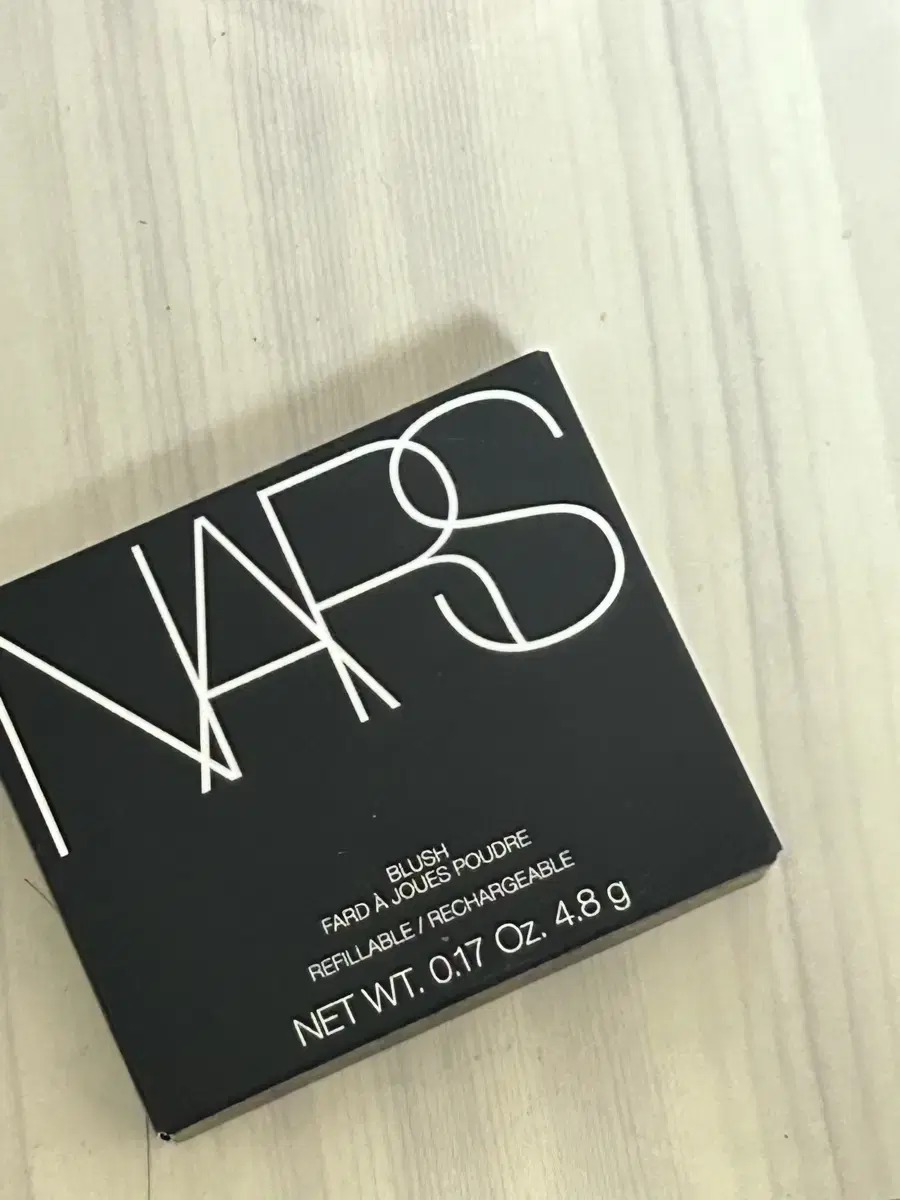 NARS
BLUSH
FARD À JOUES POUDRE
REFILLABLE / RECHARGEABLE
NET WT. 0.17 Oz. 4.8 g